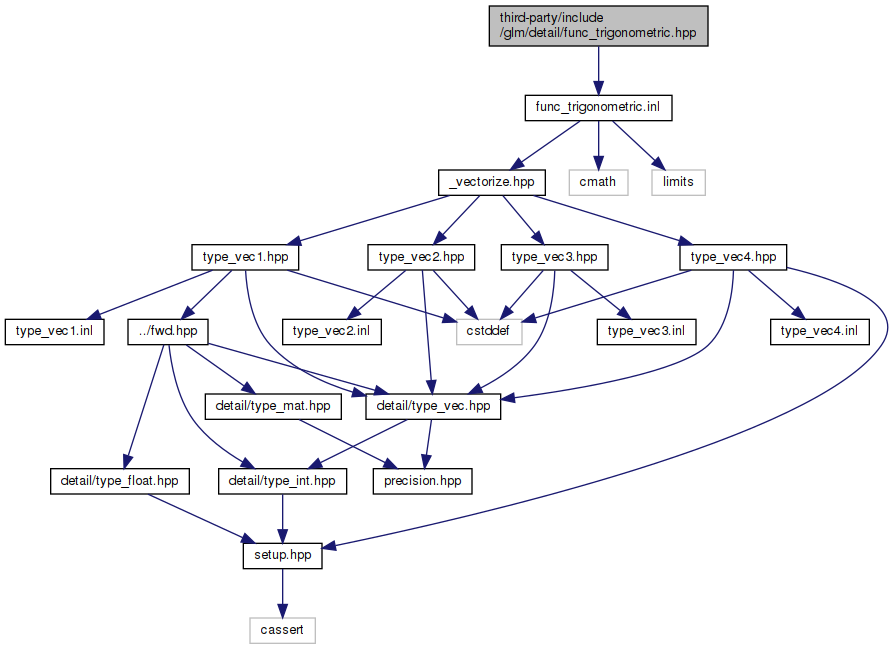 third-party/include
/glm/detail/func_trigonometric.hpp
func_trigonometric.inl
_vectorize.hpp
cmath
limits
type_vec1.hpp
type_vec2.hpp
type_vec3.hpp
type_vec4.hpp
type_vec1.inl
../fwd.hpp
type_vec2.inl
cstddef
type_vec3.inl
type_vec4.inl
detail/type_mat.hpp
detail/type_vec.hpp
detail/type_float.hpp
detail/type_int.hpp
precision.hpp
setup.hpp
cassert